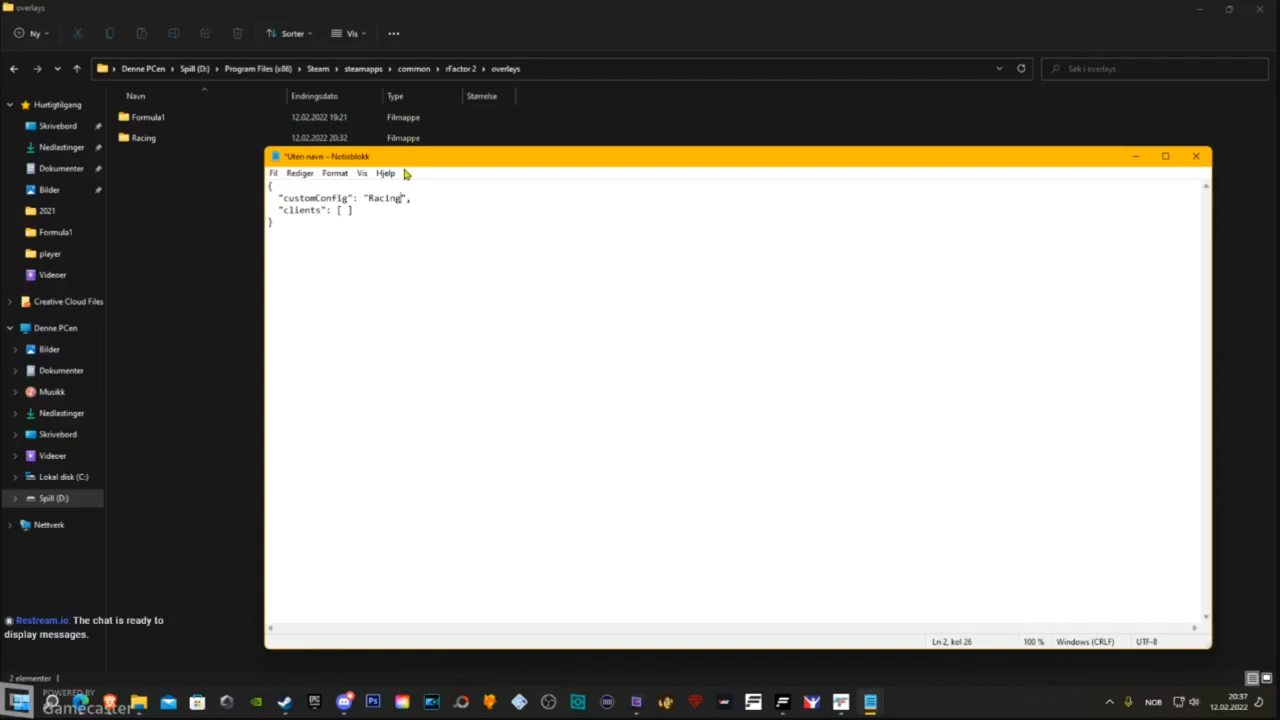 overlays
Ny
Sorter
Vis
Denne PCen > Spill (D:) > Program Files (x86) > Steam > steamapps > common > rFactor 2 > overlays
Søk i overlays
Navn
Endringsdato
Type
Størrelse
Hurtigtilgang
Skrivebord
Nedlastinger
Dokumenter
Bilder
2021
Formula1
player
Videoer
Creative Cloud Files
Denne PCen
Bilder
Dokumenter
Musikk
Nedlastinger
Skrivebord
Videoer
Lokal disk (C:)
Spill (D:)
Nettverk
Formula1 12.02.2022 19:21 Filmappe
Racing 12.02.2022 20:32 Filmappe
*Uten navn – Notisblokk
Fil Rediger Format Vis Hjelp
{
"customConfig": "Racing",
"clients": [ ]
}
Ln 2, kol 26 100 % Windows (CRLF) UTF-8
Restream.io The chat is ready to
display messages.
2 elementer
POWERED BY
Gamecaster
EPIC
Ps
NOB
20:37
12.02.2022